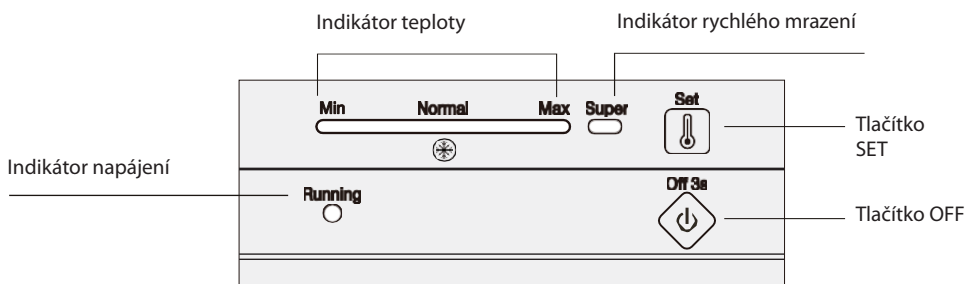 Indikátor teploty
Indikátor rychlého mrazení
Min Normal Max Super Set
Tlačítko
SET
Indikátor napájení
Running
Off 3s
Tlačítko OFF